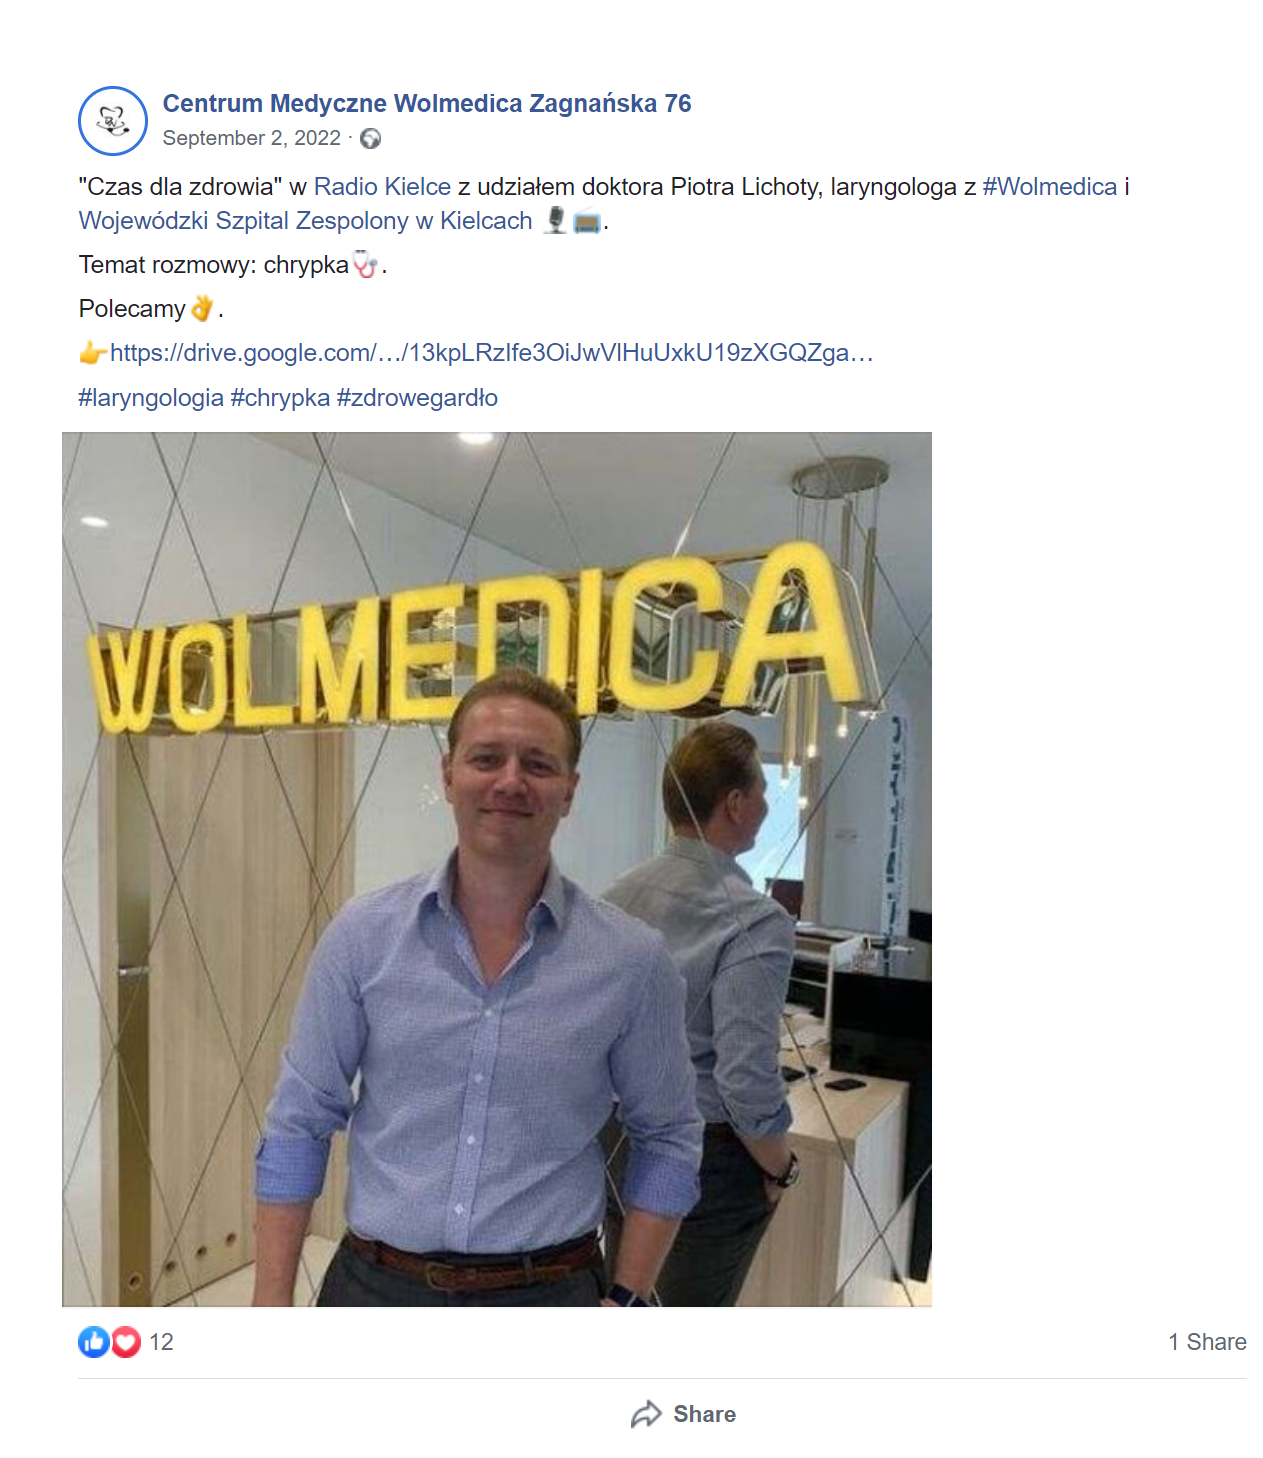 Centrum Medyczne Wolmedica Zagnańska 76
September 2, 2022 ·
"Czas dla zdrowia" w Radio Kielce z udziałem doktora Piotra Lichoty, laryngologa z #Wolmedica i
Wojewódzki Szpital Zespolony w Kielcach 🎙️📻.
Temat rozmowy: chrypka🩺.
Polecamy👌.
👉https://drive.google.com/…/13kpLRzIfe3OiJwVlHuUxkU19zXGQZga…
#laryngologia #chrypka #zdrowegardło
WOLMEDICA
12
1 Share
Share